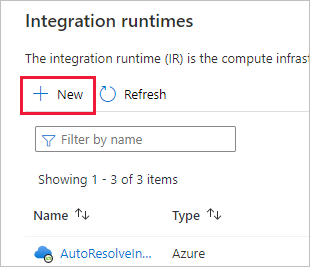 Integration runtimes
The integration runtime (IR) is the compute infrast
New Refresh
Filter by name
Showing 1 - 3 of 3 items
Name Type
AutoResolveIn... Azure